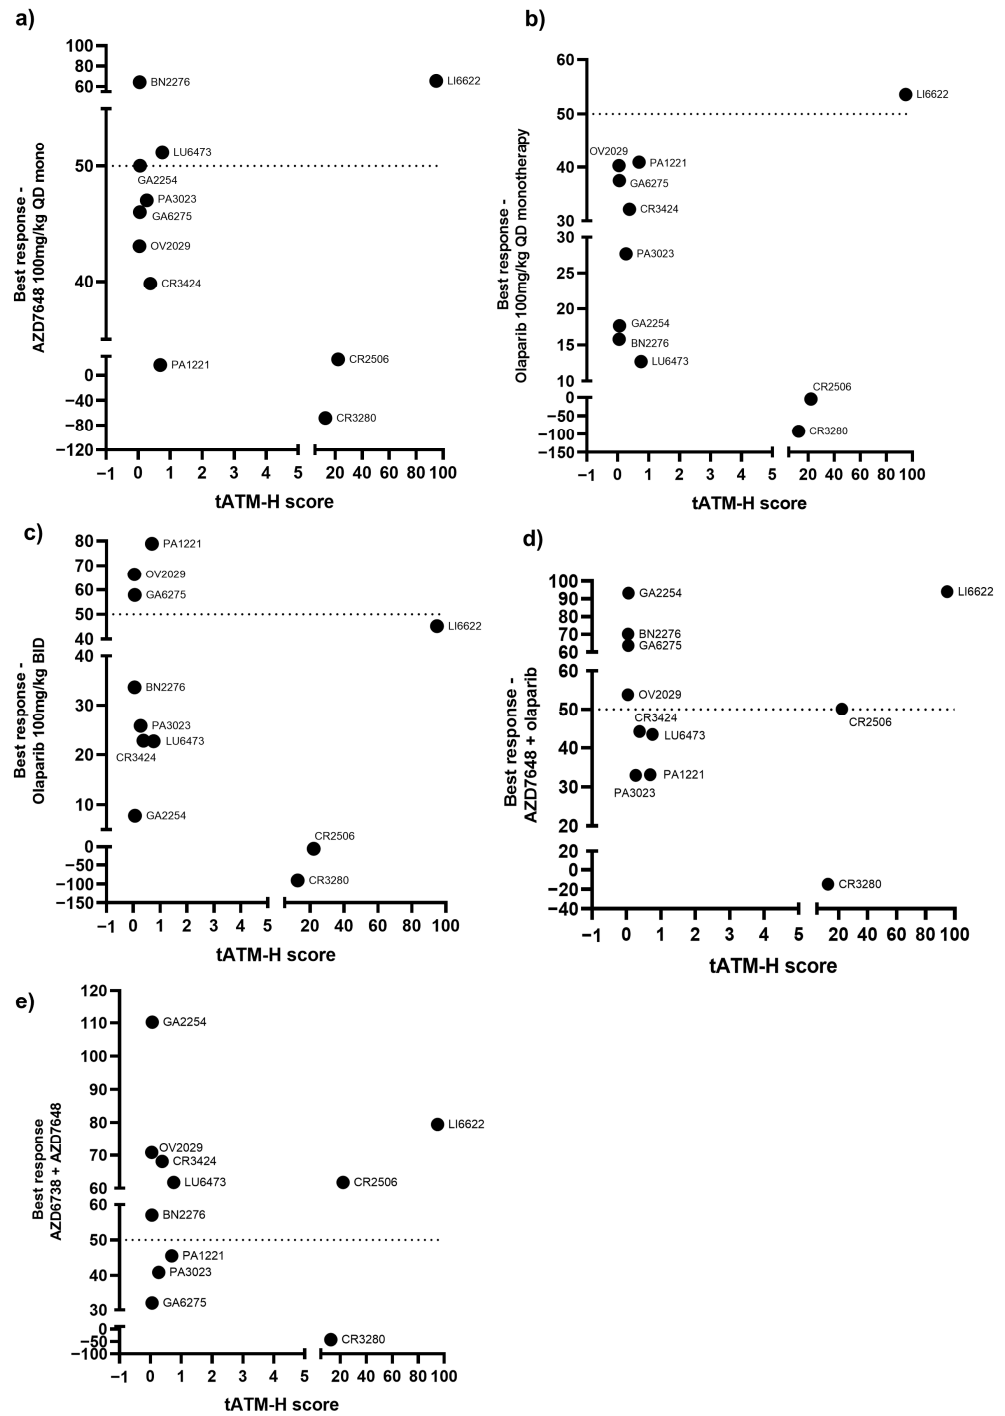 a)
100
80
60
50
40
0
−40
−80
−120
Best response -
AZD7648 100mg/kg QD mono
BN2276
LI6622
LU6473
GA2254
PA3023
GA6275
OV2029
CR3424
PA1221
CR2506
CR3280
−1 0 1 2 3 4 5 20 40 60 80 100
tATM-H score
b)
60
50
40
30
30
25
20
15
10
0
−50
−100
−150
Best response -
Olaparib 100mg/kg QD monotherapy
LI6622
OV2029
PA1221
GA6275
CR3424
PA3023
GA2254
BN2276
LU6473
CR2506
CR3280
−1 0 1 2 3 4 5 20 40 60 80 100
tATM-H score
c)
80
70
60
50
40
40
30
20
10
0
−50
−100
−150
Best response -
Olaparib 100mg/kg BID
PA1221
OV2029
GA6275
LI6622
BN2276
PA3023
LU6473
CR3424
GA2254
CR2506
CR3280
−1 0 1 2 3 4 5 20 40 60 80 100
tATM-H score
d)
100
90
80
70
60
60
50
40
30
20
20
0
−20
−40
Best response -
AZD7648 + olaparib
GA2254
LI6622
BN2276
GA6275
OV2029
CR2506
CR3424
LU6473
PA1221
PA3023
CR3280
−1 0 1 2 3 4 5 20 40 60 80 100
tATM-H score
e)
120
110
100
90
80
70
60
60
50
40
30
0
−50
−100
Best response
AZD6738 + AZD7648
GA2254
LI6622
OV2029
CR3424
LU6473
CR2506
BN2276
PA1221
PA3023
GA6275
CR3280
−1 0 1 2 3 4 5 20 40 60 80 100
tATM-H score